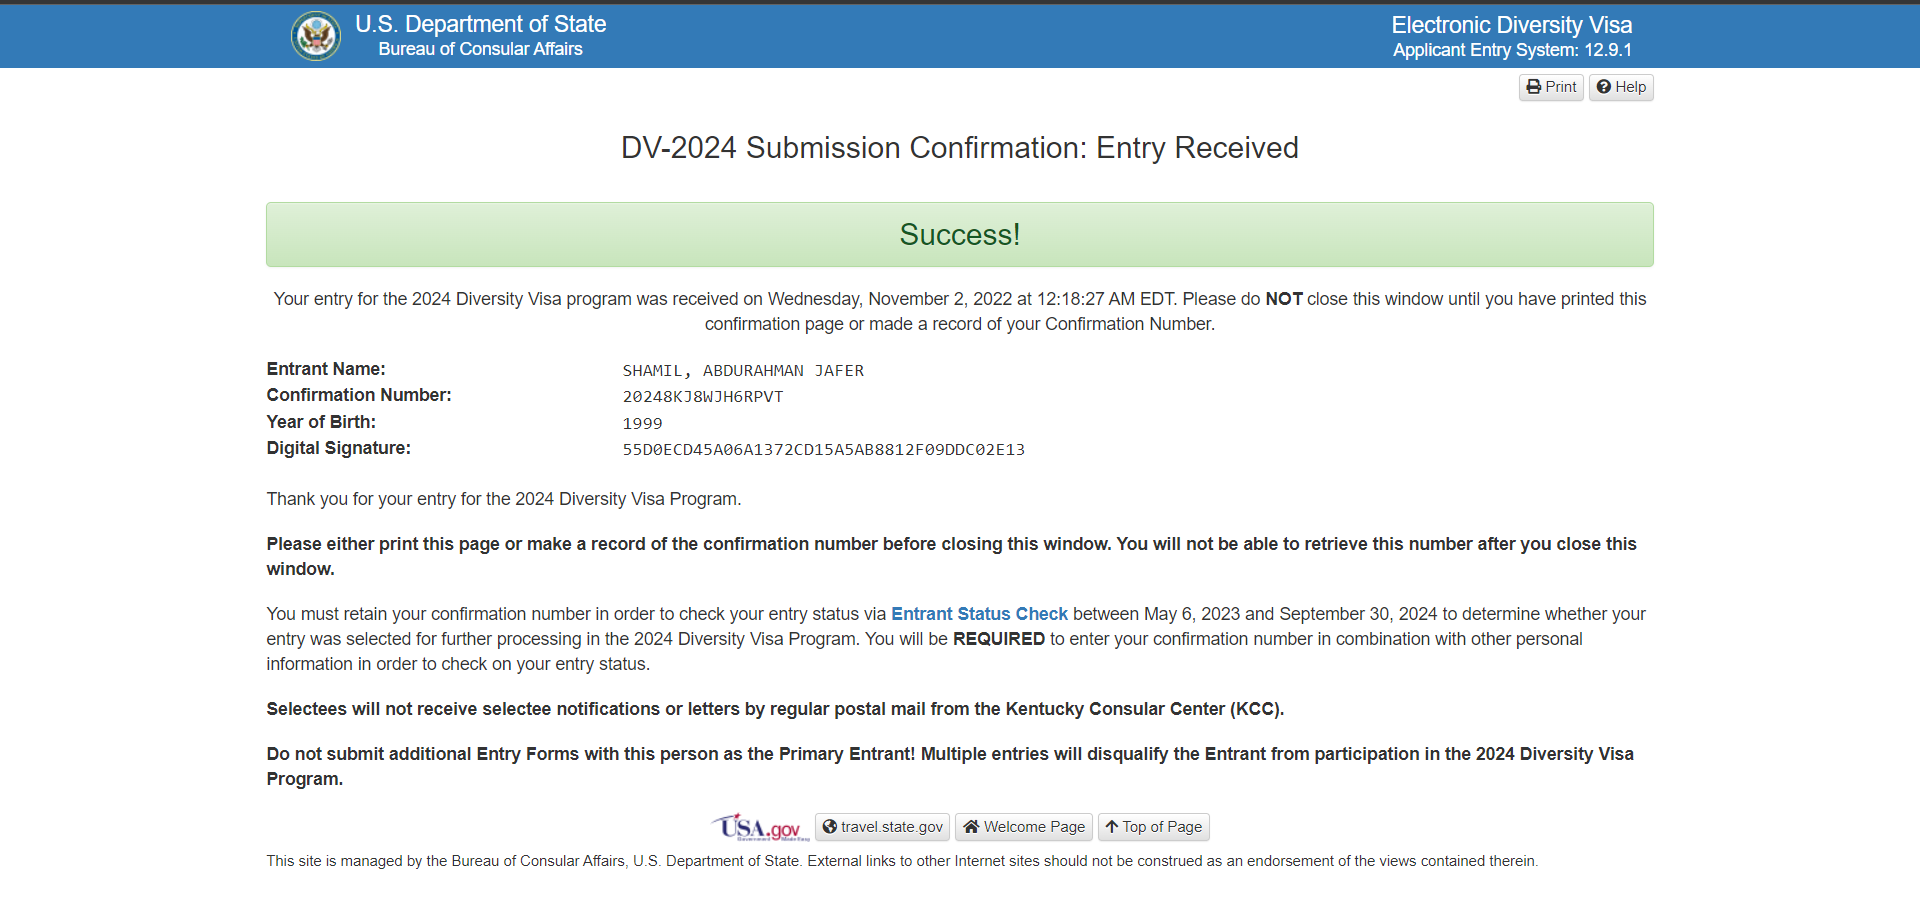 U.S. Department of State
Bureau of Consular Affairs
Electronic Diversity Visa
Applicant Entry System: 12.9.1
Print Help
DV-2024 Submission Confirmation: Entry Received
Success!
Your entry for the 2024 Diversity Visa program was received on Wednesday, November 2, 2022 at 12:18:27 AM EDT. Please do NOT close this window until you have printed this
confirmation page or made a record of your Confirmation Number.
Entrant Name: SHAMIL, ABDURAHMAN JAFER
Confirmation Number: 20248KJ8WJH6RPVT
Year of Birth: 1999
Digital Signature: 55D0ECD45A06A1372CD15A5AB8812F09DDC02E13
Thank you for your entry for the 2024 Diversity Visa Program.
Please either print this page or make a record of the confirmation number before closing this window. You will not be able to retrieve this number after you close this
window.
You must retain your confirmation number in order to check your entry status via Entrant Status Check between May 6, 2023 and September 30, 2024 to determine whether your
entry was selected for further processing in the 2024 Diversity Visa Program. You will be REQUIRED to enter your confirmation number in combination with other personal
information in order to check on your entry status.
Selectees will not receive selectee notifications or letters by regular postal mail from the Kentucky Consular Center (KCC).
Do not submit additional Entry Forms with this person as the Primary Entrant! Multiple entries will disqualify the Entrant from participation in the 2024 Diversity Visa
Program.
USA.gov travel.state.gov Welcome Page Top of Page
This site is managed by the Bureau of Consular Affairs, U.S. Department of State. External links to other Internet sites should not be construed as an endorsement of the views contained therein.